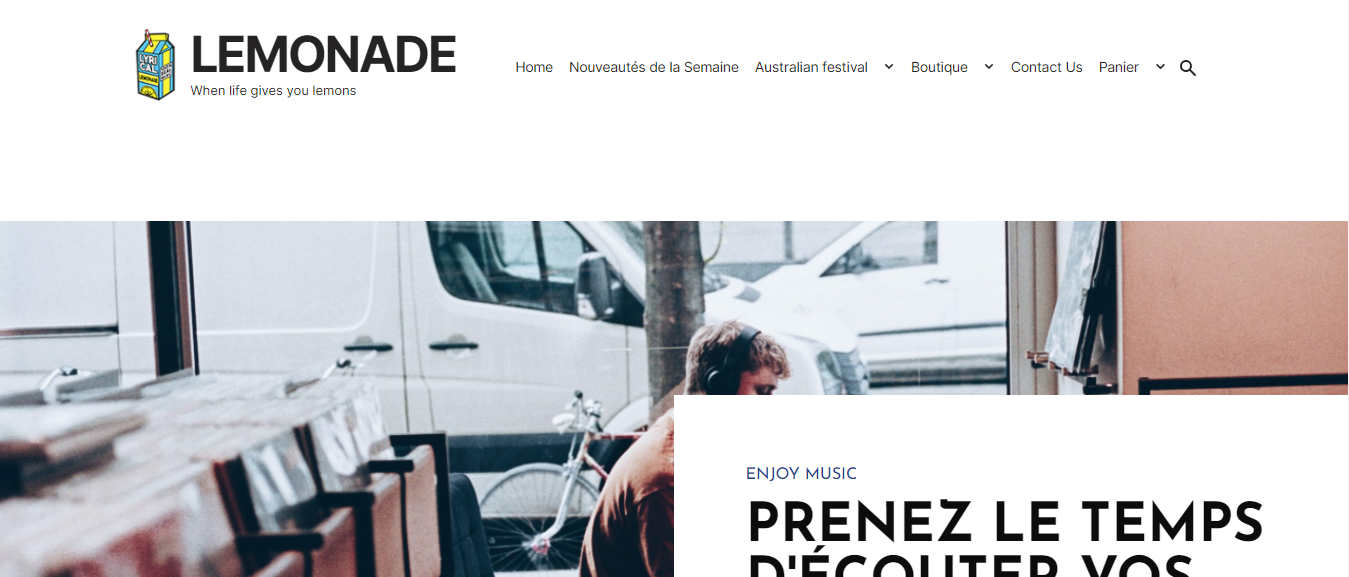 LYRI
CAL
LEMONADE
LEMONADE
When life gives you lemons
Home Nouveautés de la Semaine Australian festival Boutique Contact Us Panier
ENJOY MUSIC
PRENEZ LE TEMPS
D'ÉCOUTER VOS